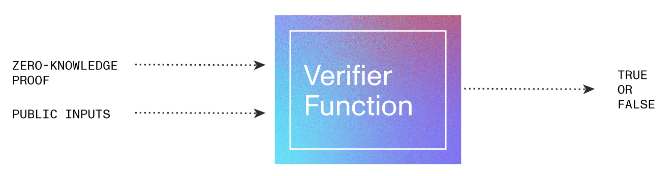 ZERO-KNOWLEDGE
PROOF
PUBLIC INPUTS
Verifier
Function
TRUE
OR
FALSE